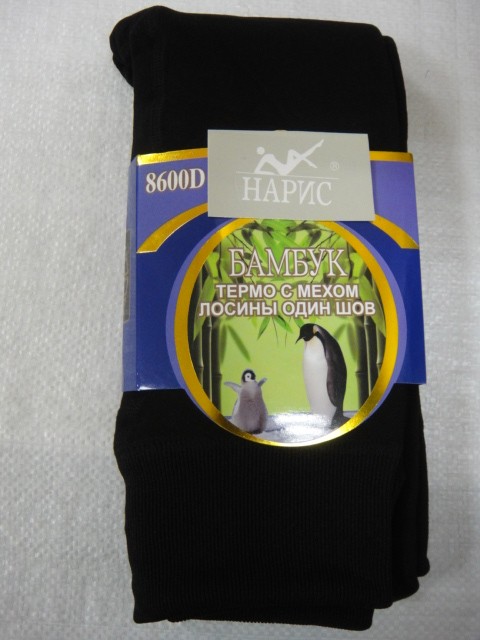 8600D
НАРИС
®
БАМБУК
ТЕРМО С МЕХОМ
ЛОСИНЫ ОДИН ШОВ